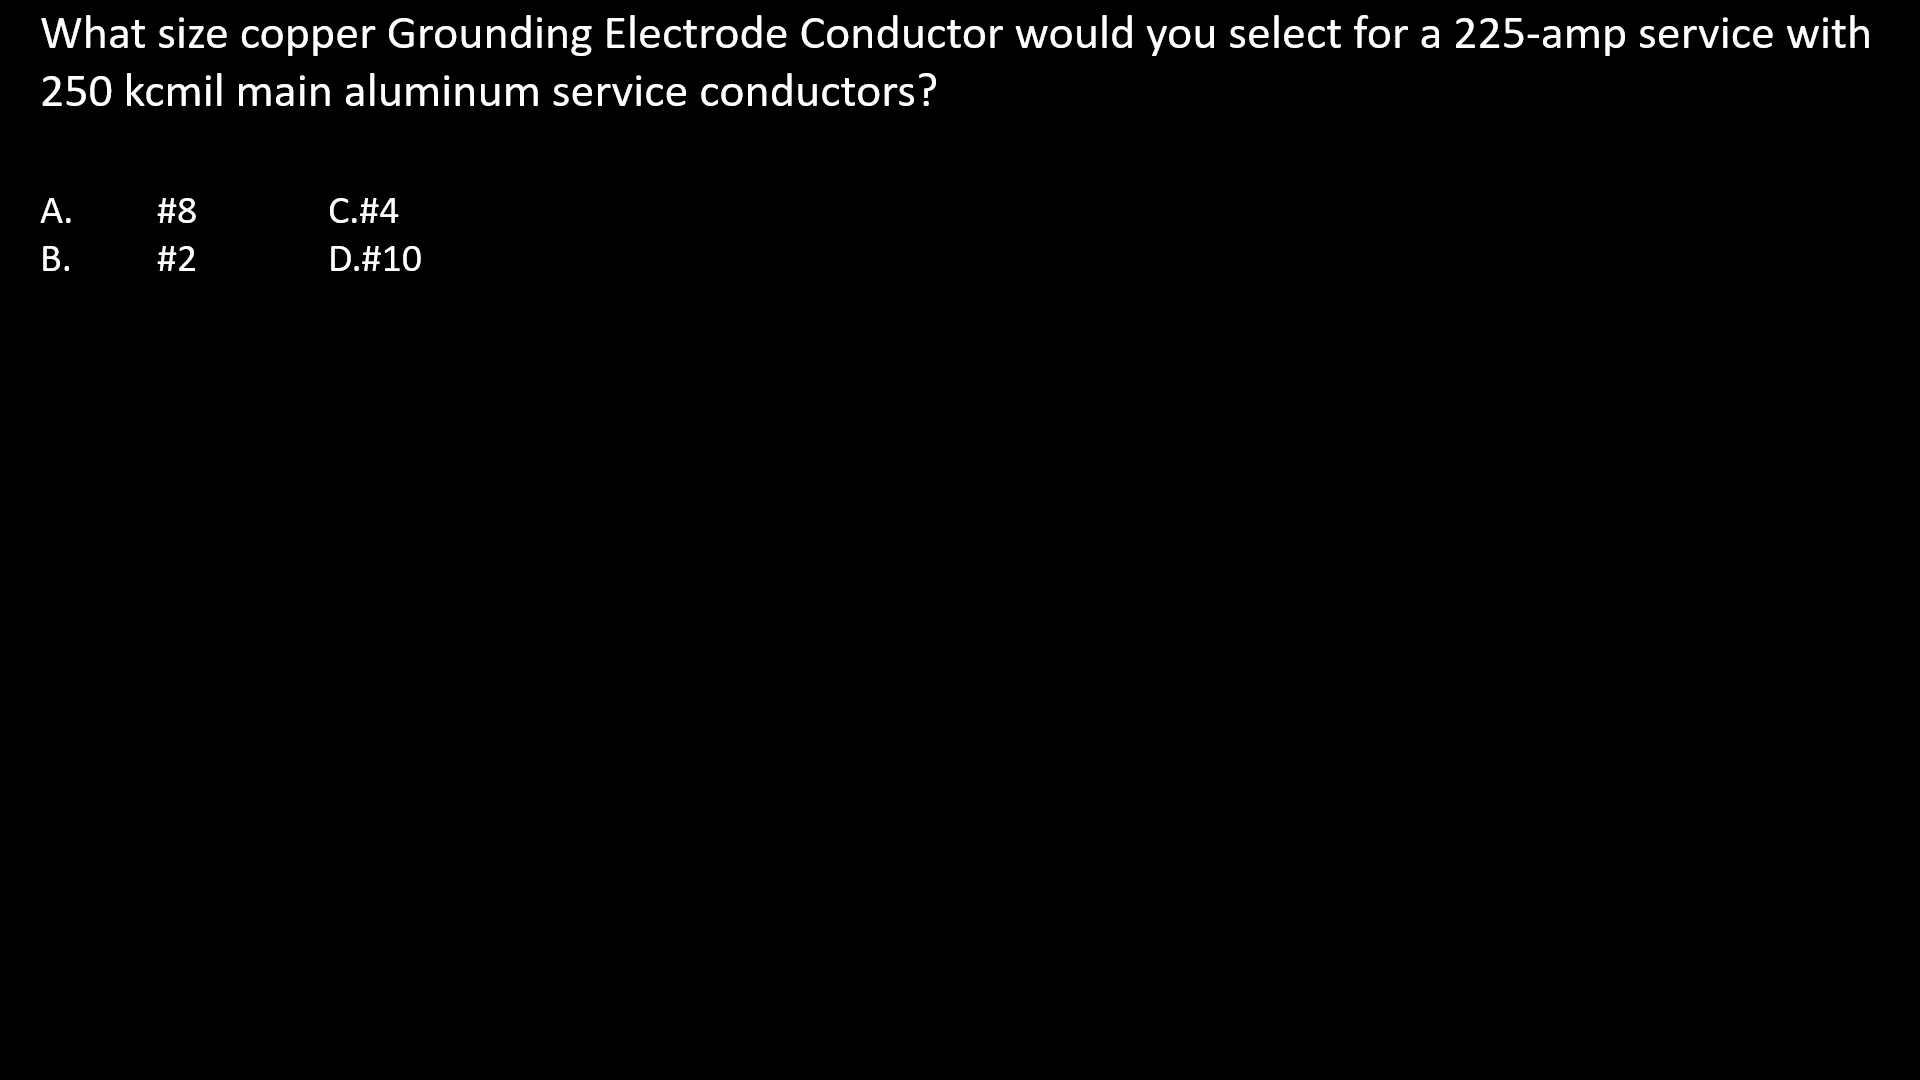 What size copper Grounding Electrode Conductor would you select for a 225-amp service with
250 kcmil main aluminum service conductors?
A. #8 C.#4
B. #2 D.#10